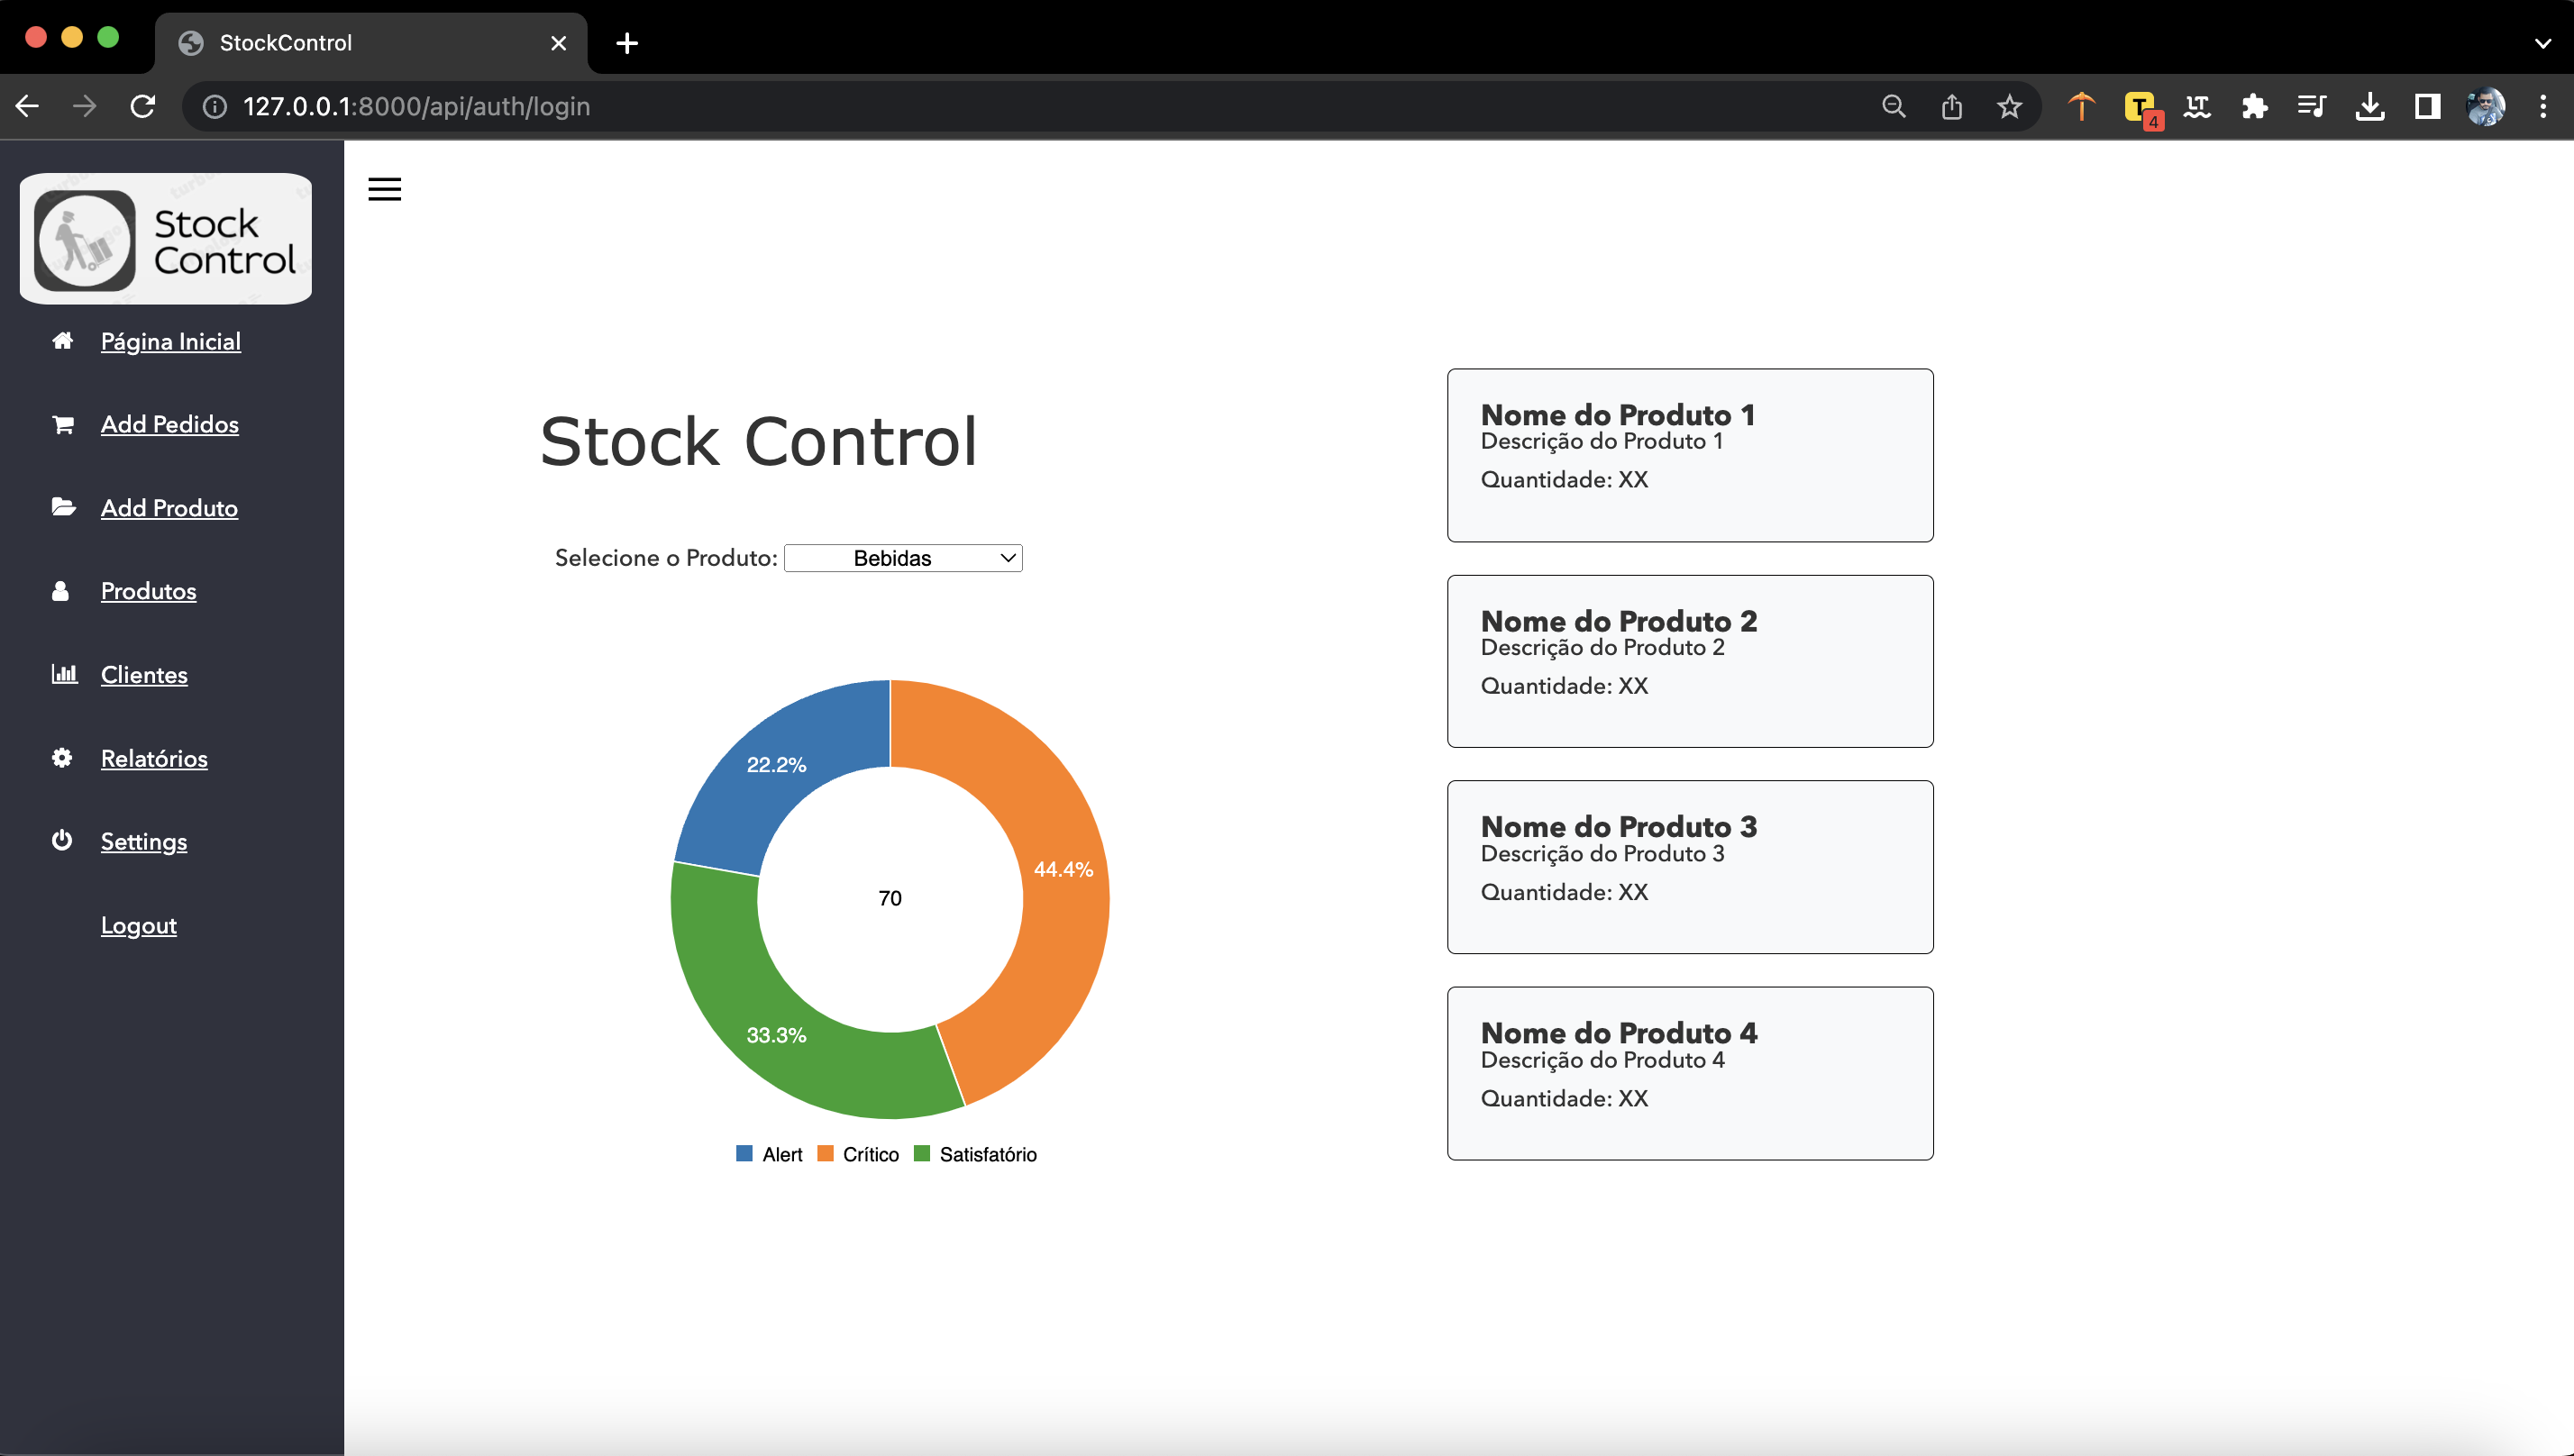 StockControl
127.0.0.1:8000/api/auth/login
T
4
LT
Stock
Control
Página Inicial
Add Pedidos
Add Produto
Produtos
Clientes
Relatórios
Settings
Logout
Stock Control
Selecione o Produto: Bebidas
22.2%
44.4%
70
33.3%
Alert Crítico Satisfatório
Nome do Produto 1
Descrição do Produto 1
Quantidade: XX
Nome do Produto 2
Descrição do Produto 2
Quantidade: XX
Nome do Produto 3
Descrição do Produto 3
Quantidade: XX
Nome do Produto 4
Descrição do Produto 4
Quantidade: XX